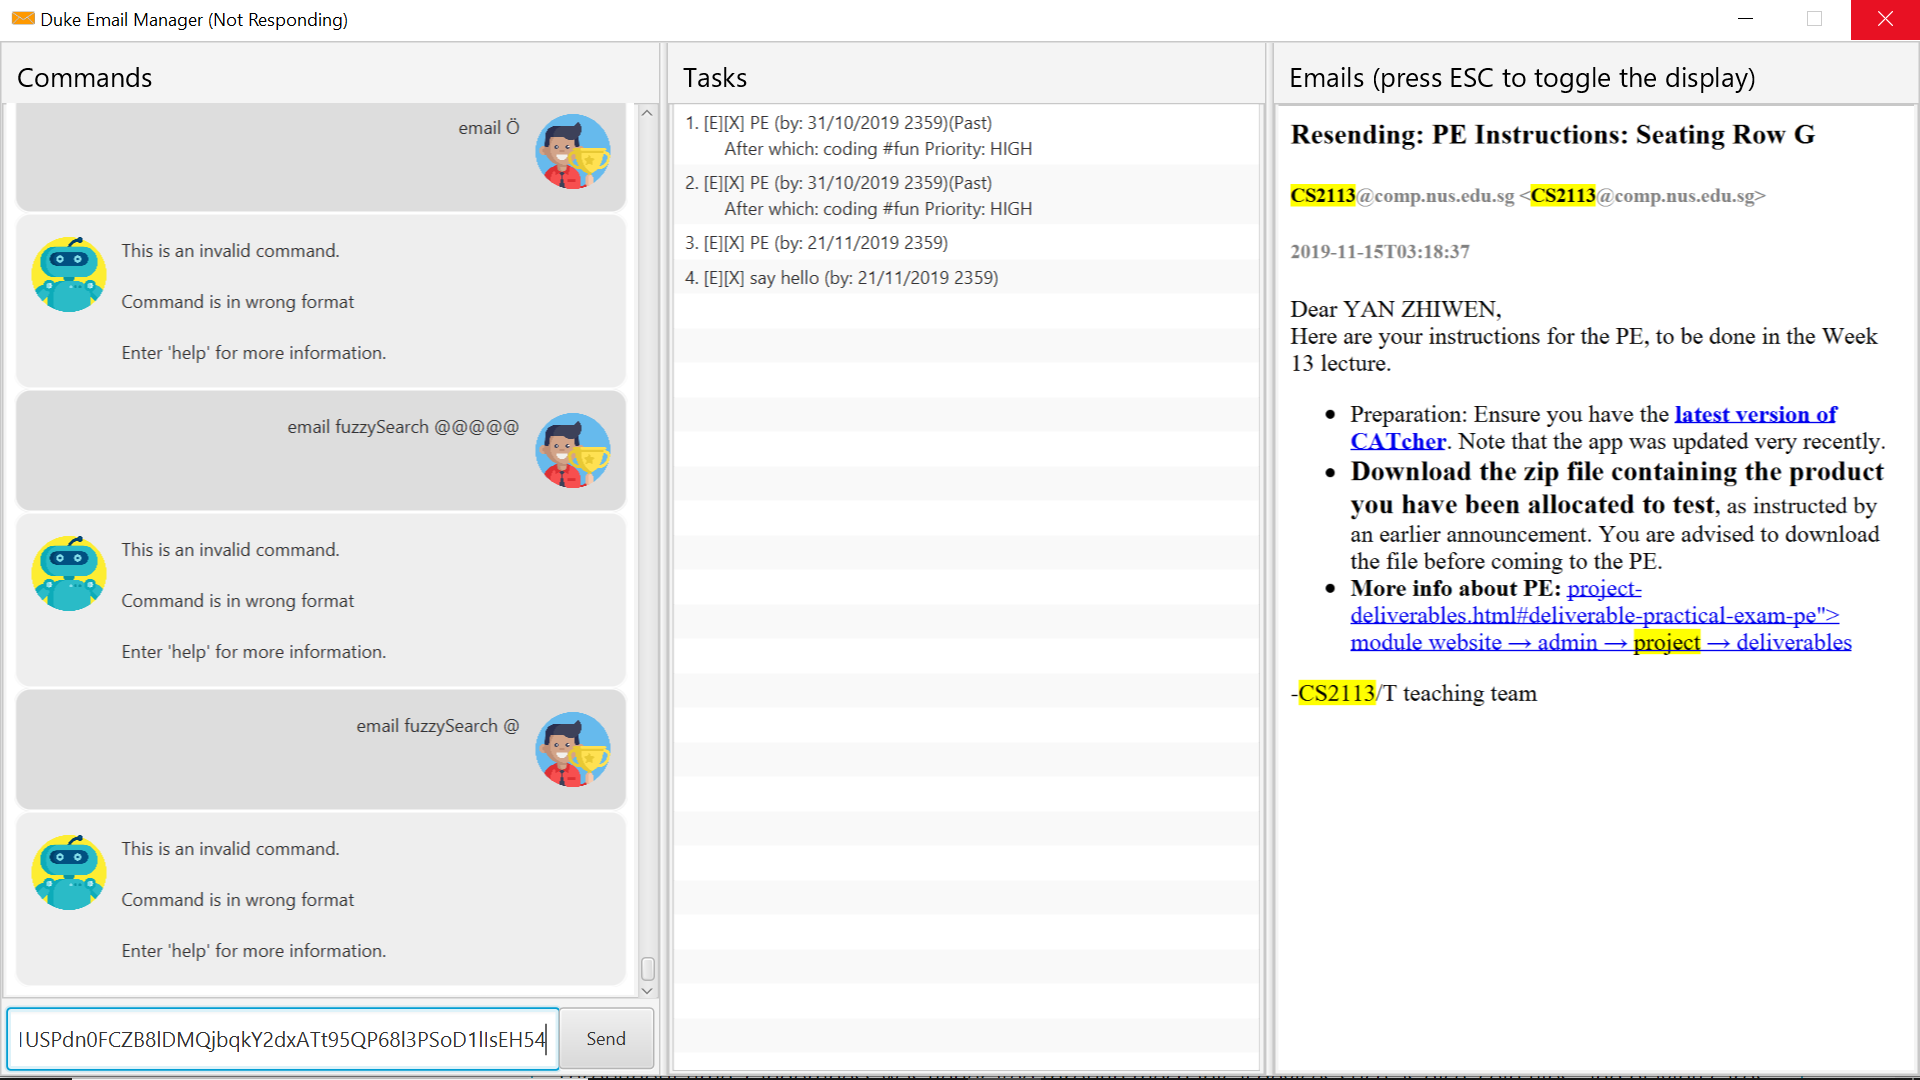 Duke Email Manager (Not Responding)
Commands
email Ö
This is an invalid command.
Command is in wrong format
Enter 'help' for more information.
email fuzzySearch @@@@@
This is an invalid command.
Command is in wrong format
Enter 'help' for more information.
email fuzzySearch @
This is an invalid command.
Command is in wrong format
Enter 'help' for more information.
Send
Tasks
1. [E][X] PE (by: 31/10/2019 2359)(Past)
After which: coding #fun Priority: HIGH
2. [E][X] PE (by: 31/10/2019 2359)(Past)
After which: coding #fun Priority: HIGH
3. [E][X] PE (by: 21/11/2019 2359)
4. [E][X] say hello (by: 21/11/2019 2359)
Emails (press ESC to toggle the display)
Resending: PE Instructions: Seating Row G
CS2113@comp.nus.edu.sg <CS2113@comp.nus.edu.sg>
2019-11-15T03:18:37
Dear YAN ZHIWEN,
Here are your instructions for the PE, to be done in the Week
13 lecture.
Preparation: Ensure you have the latest version of
CATcher. Note that the app was updated very recently.
Download the zip file containing the product
you have been allocated to test, as instructed by
an earlier announcement. You are advised to download
the file before coming to the PE.
More info about PE: project-
deliverables.html#deliverable-practical-exam-pe">
module website → admin → project → deliverables
-CS2113/T teaching team